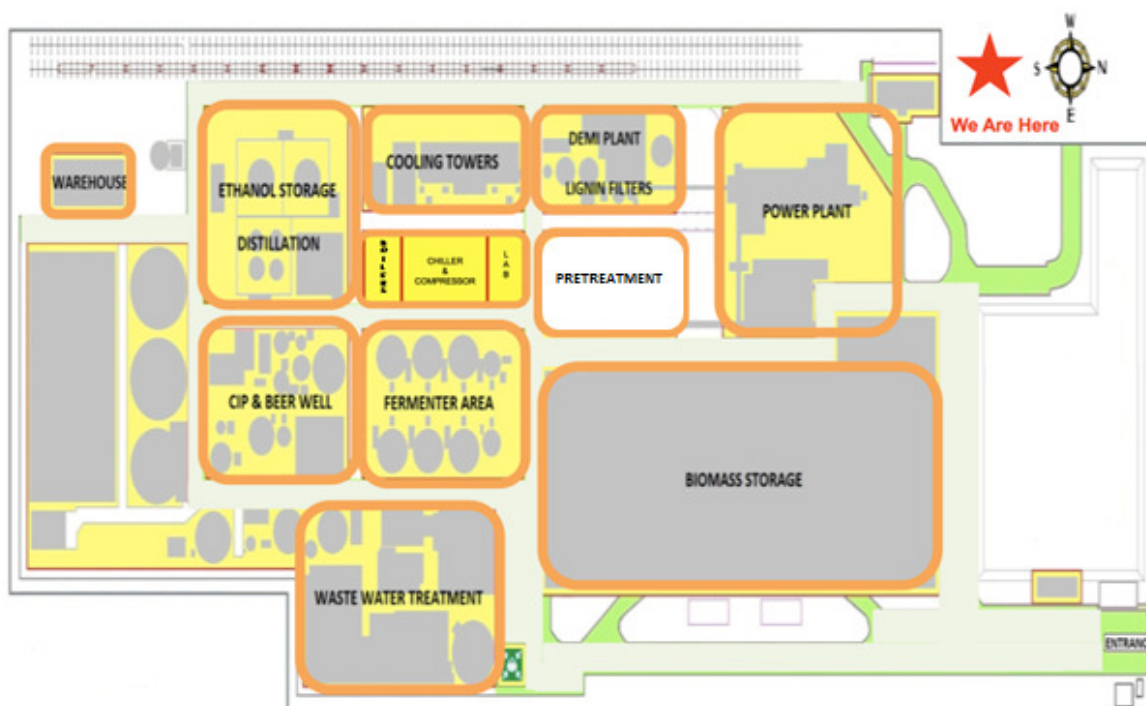 W
S
N
E
We Are Here
DEMI PLANT
COOLING TOWERS
WAREHOUSE
ETHANOL STORAGE
LIGNIN FILTERS
POWER PLANT
DISTILLATION
BOILERS
CHILLER
&
COMPRESSOR
LAB
PRETREATMENT
CIP & BEER WELL
FERMENTER AREA
BIOMASS STORAGE
WASTE WATER TREATMENT
ENTRANC